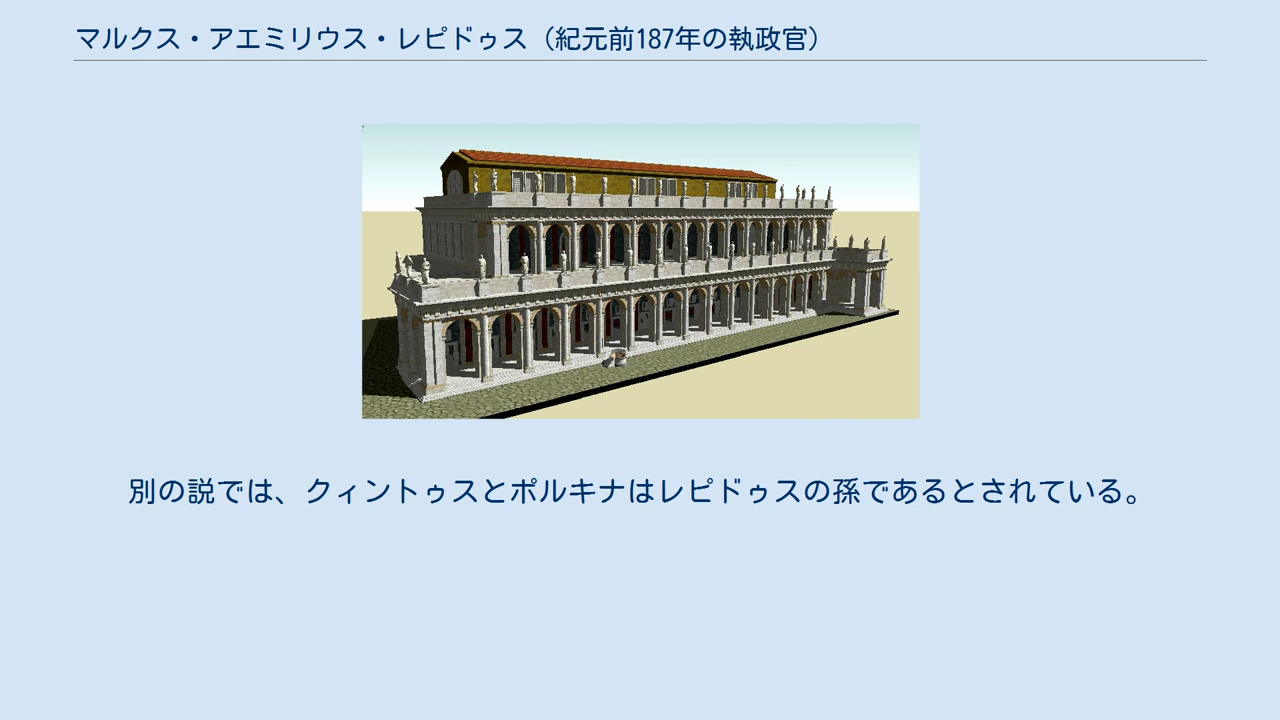 マルクス・アエミリウス・レピドゥス（紀元前187年の執政官）
別の説では、クィントゥスとポルキナはレピドゥスの孫であるとされている。